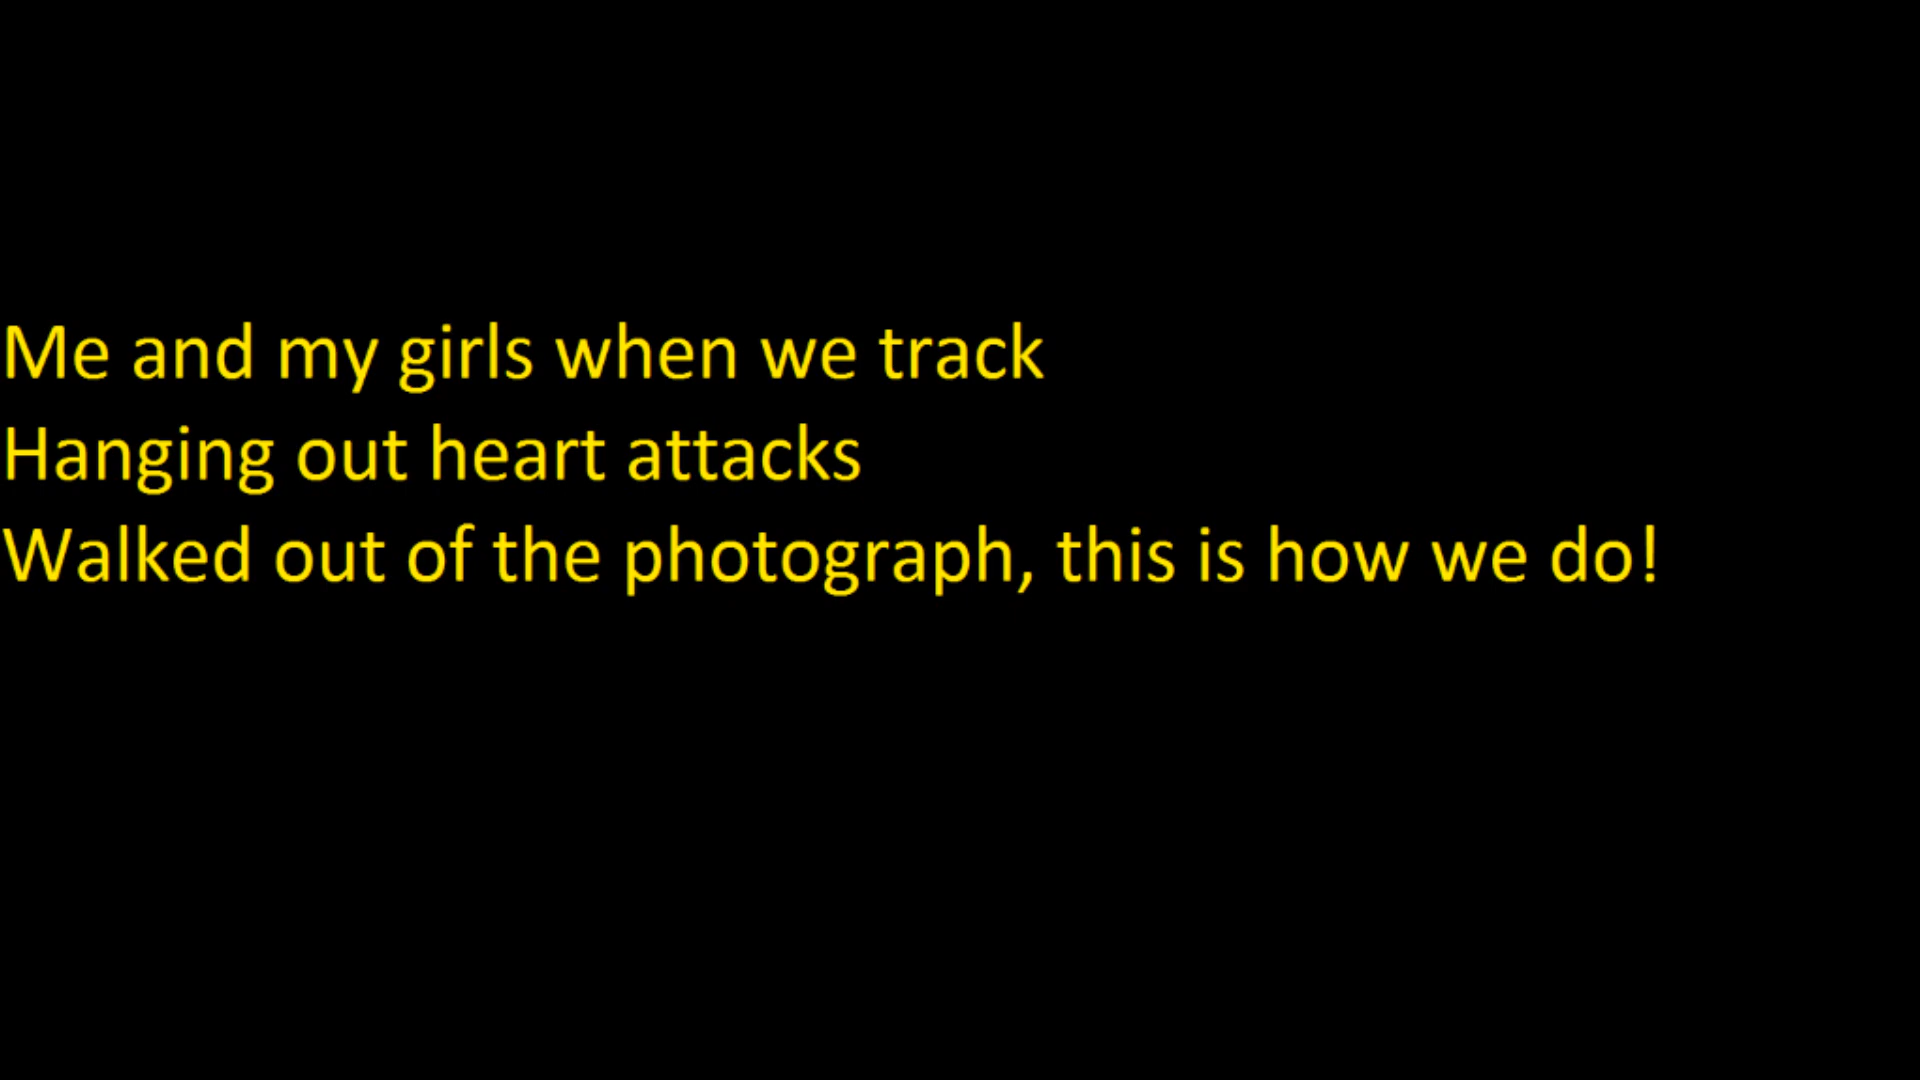 Me and my girls when we track
Hanging out heart attacks
Walked out of the photograph, this is how we do!